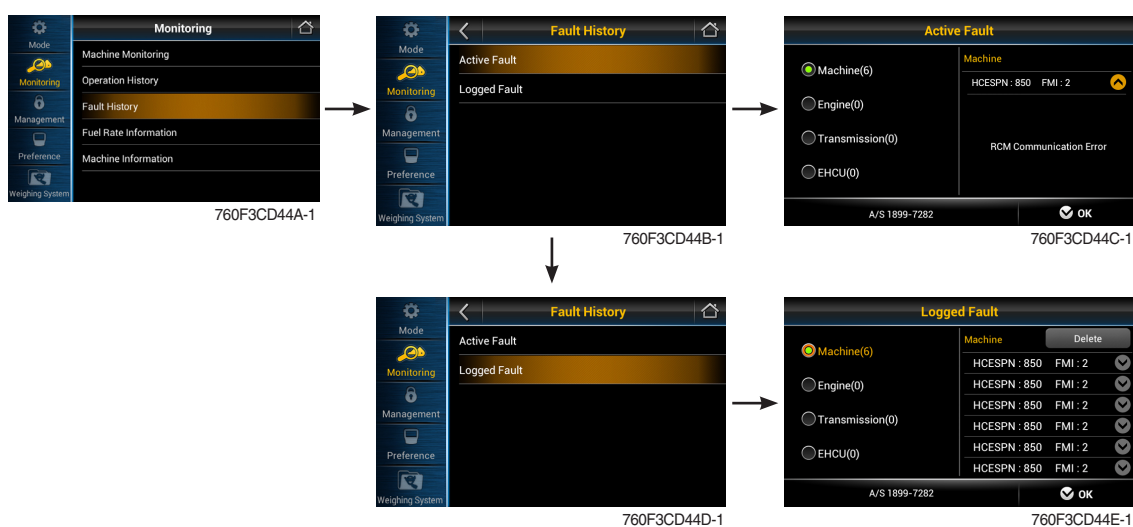 Monitoring
Mode
Monitoring
Management
Preference
Weighing System
Machine Monitoring
Operation History
Fault History
Fuel Rate Information
Machine Information
760F3CD44A-1
Fault History
Mode
Monitoring
Management
Preference
Weighing System
Active Fault
Logged Fault
760F3CD44B-1
Active Fault
Machine(6)
Engine(0)
Transmission(0)
EHCU(0)
Machine
HCESPN : 850 FMI : 2
RCM Communication Error
A/S 1899-7282 OK
760F3CD44C-1
Fault History
Mode
Monitoring
Management
Preference
Weighing System
Active Fault
Logged Fault
760F3CD44D-1
Logged Fault
Machine(6)
Engine(0)
Transmission(0)
EHCU(0)
Machine Delete
HCESPN : 850 FMI : 2
HCESPN : 850 FMI : 2
HCESPN : 850 FMI : 2
HCESPN : 850 FMI : 2
HCESPN : 850 FMI : 2
HCESPN : 850 FMI : 2
A/S 1899-7282 OK
760F3CD44E-1